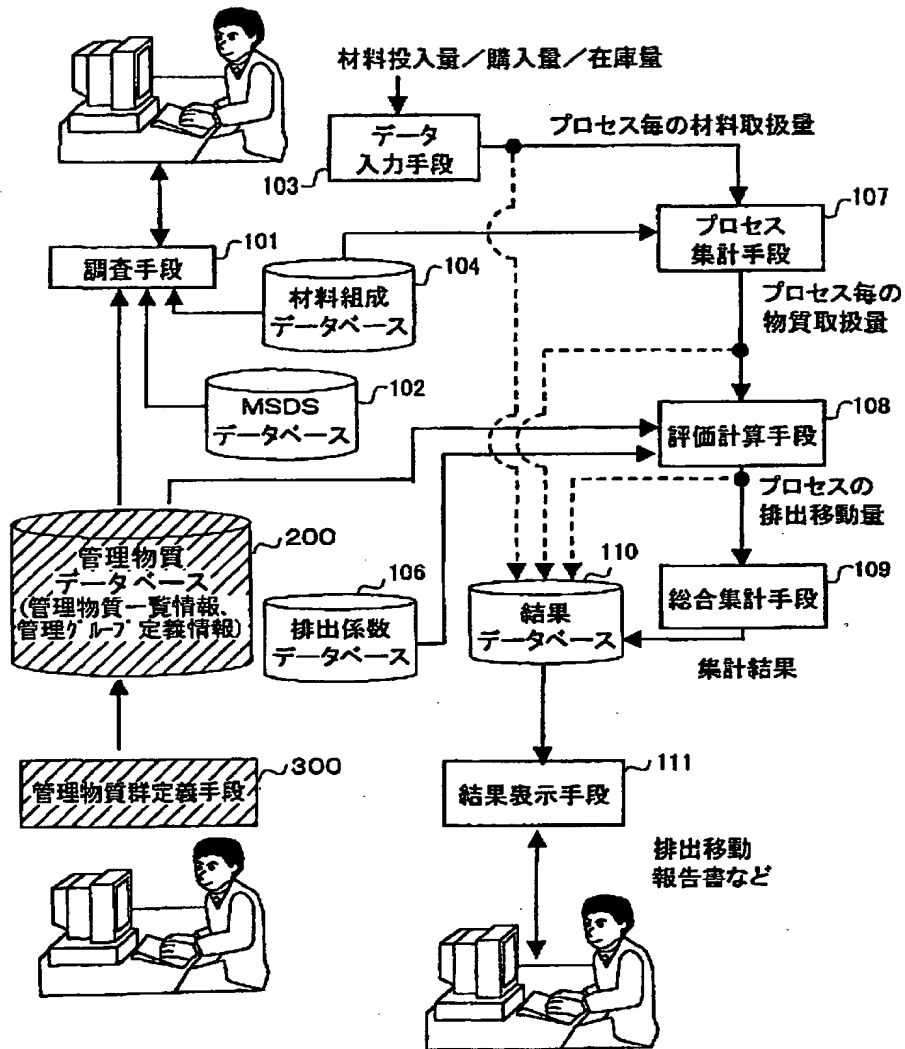 材料投入量／購入量／在庫量
データ
入力手段
103
プロセス毎の材料取扱量
107
プロセス
集計手段
101
調査手段
104
材料組成
データベース
プロセス毎の
物質取扱量
102
MSDS
データベース
108
評価計算手段
プロセスの
排出移動量
200
管理物質
データベース
(管理物質一覧情報、
管理グループ定義情報)
106
排出係数
データベース
110
結果
データベース
109
総合集計手段
集計結果
300
管理物質群定義手段
111
結果表示手段
排出移動
報告書など